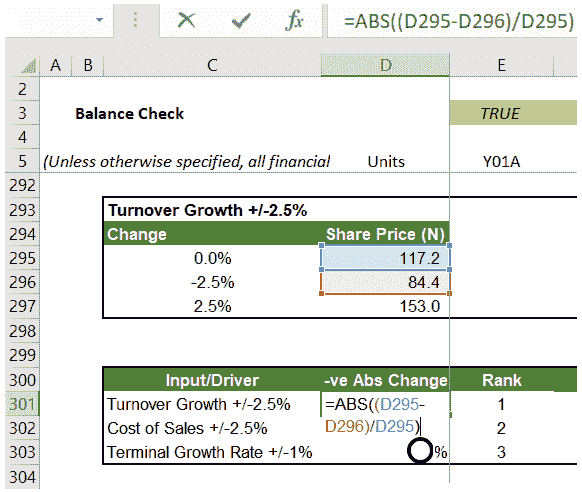 =ABS((D295-D296)/D295)
A B C D E
2
3 Balance Check TRUE
4
5 (Unless otherwise specified, all financial Units Y01A
292
293 Turnover Growth +/-2.5%
294 Change Share Price (N)
295 0.0% 117.2
296 -2.5% 84.4
297 2.5% 153.0
298
299
300 Input/Driver -ve Abs Change Rank
301 Turnover Growth +/-2.5% =ABS((D295- 1
302 Cost of Sales +/-2.5% D296)/D295) 2
303 Terminal Growth Rate +/-1% % 3
304